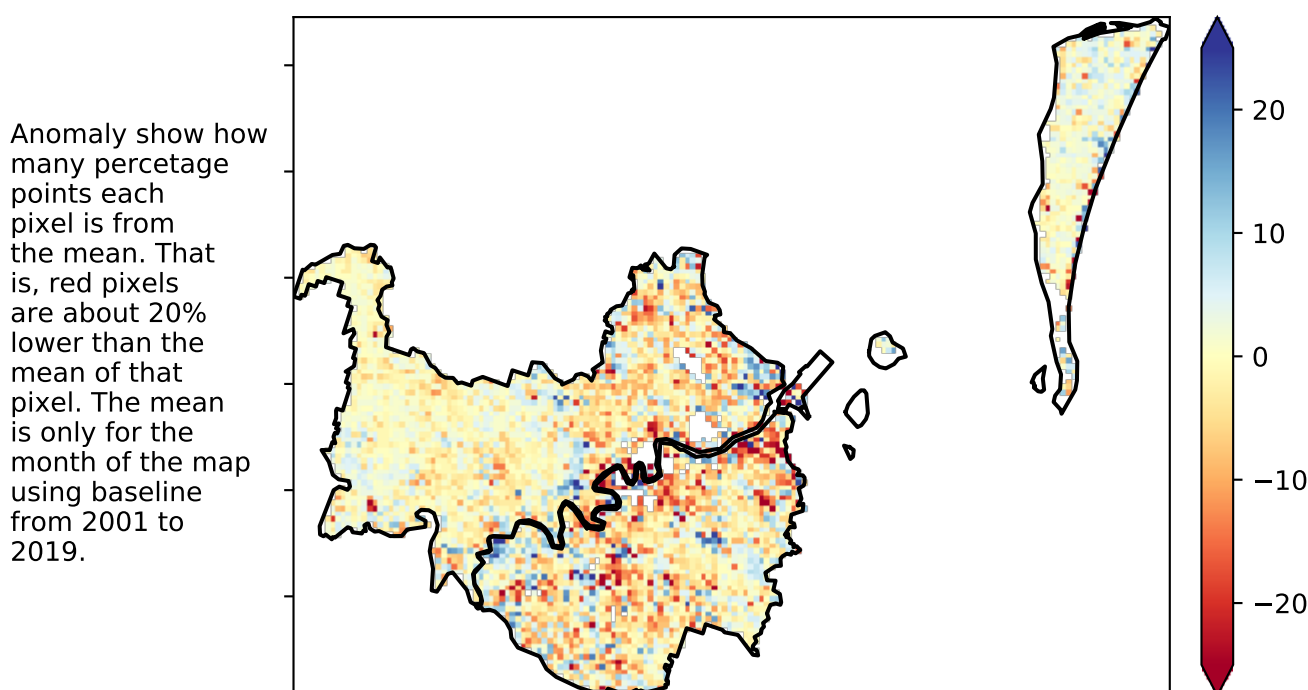 Anomaly show how
many percetage
points each
pixel is from
the mean. That
is, red pixels
are about 20%
lower than the
mean of that
pixel. The mean
is only for the
month of the map
using baseline
from 2001 to
2019.
20
10
0
−10
−20